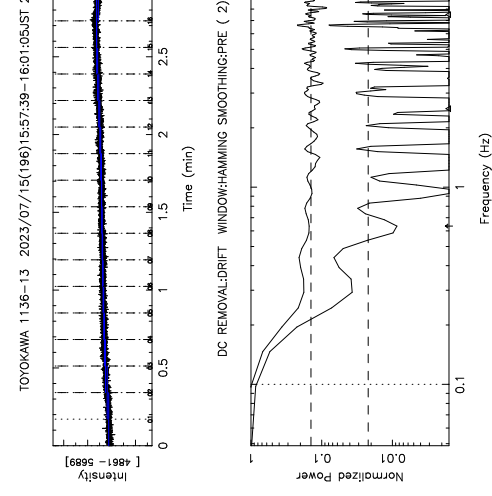 TOYOKAWA 1136-13 2023/07/15(196)15:57:39-16:01:05JST
Intensity
[ 4861- 5689]
0
0.5
1
1.5
2
2.5
Time (min)
DC REMOVAL:DRIFT WINDOW:HAMMING SMOOTHING:PRE ( 2)
Normalized Power
1
0.1
0.01
0.1
1
Frequency (Hz)